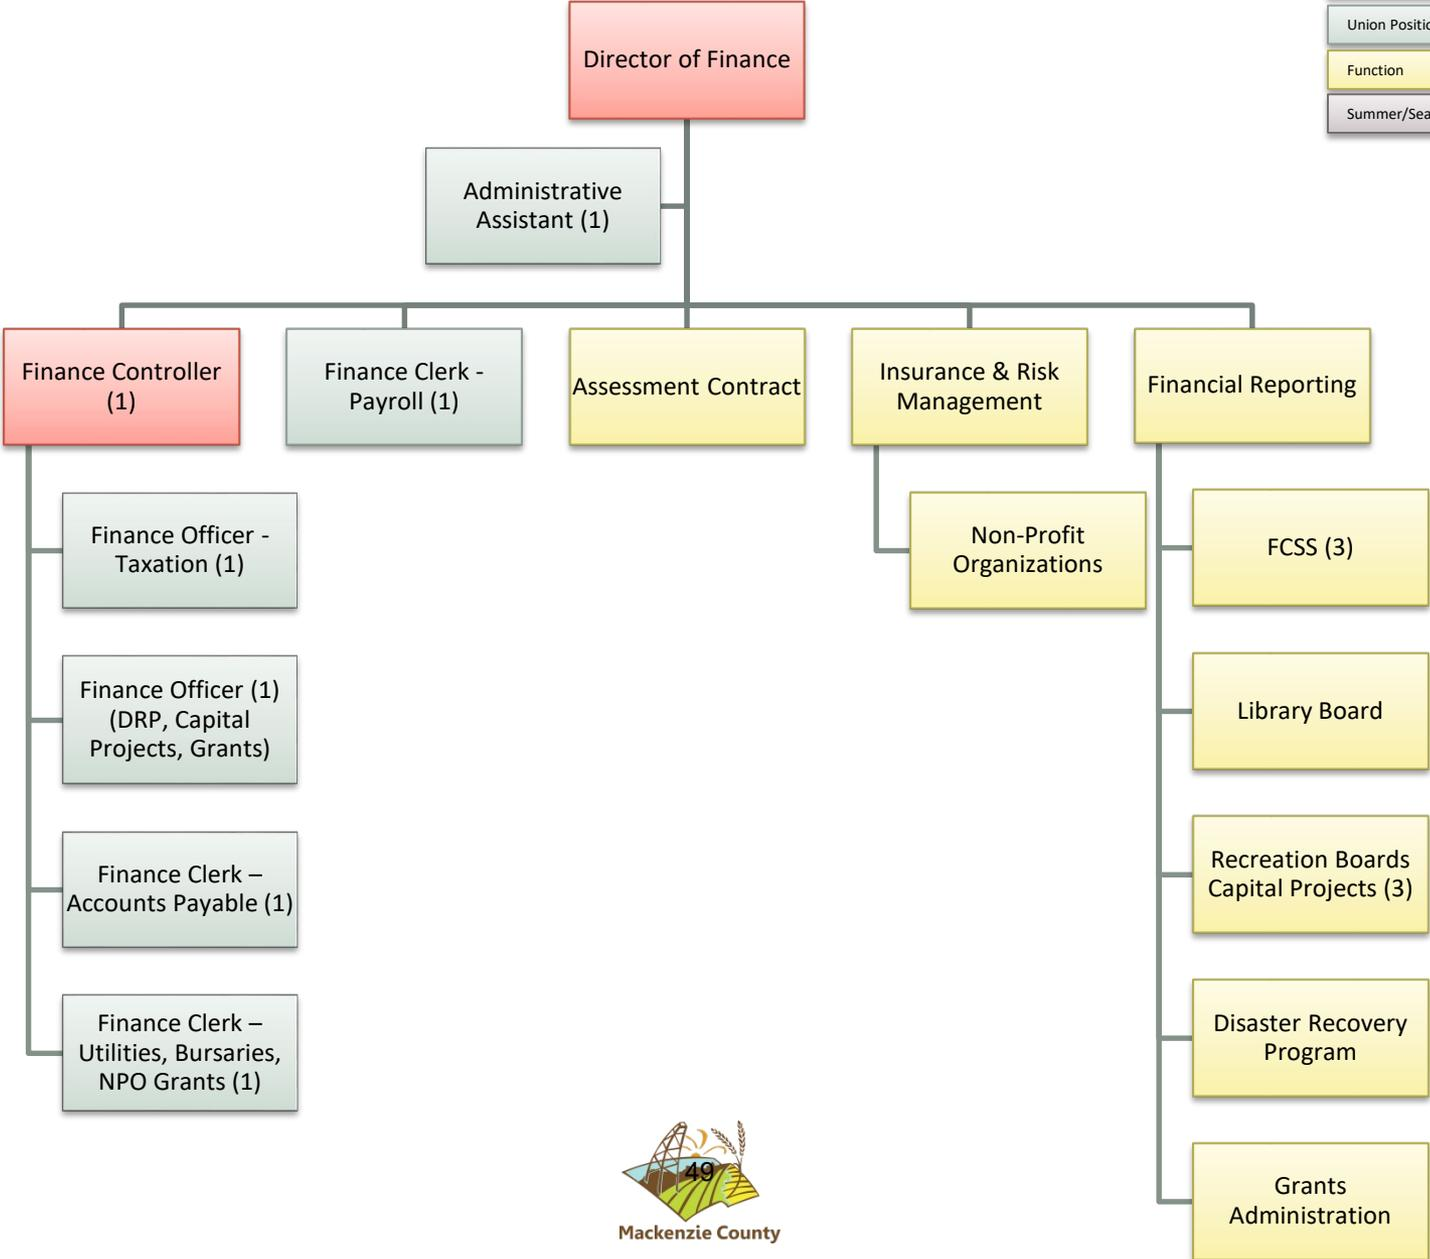 Director of Finance
Union Positio
Function
Summer/Sea
Administrative
Assistant (1)
Finance Controller
(1)
Finance Clerk -
Payroll (1)
Assessment Contract
Insurance & Risk
Management
Financial Reporting
Finance Officer -
Taxation (1)
Finance Officer (1)
(DRP, Capital
Projects, Grants)
Finance Clerk –
Accounts Payable (1)
Finance Clerk –
Utilities, Bursaries,
NPO Grants (1)
Non-Profit
Organizations
FCSS (3)
Library Board
Recreation Boards
Capital Projects (3)
Disaster Recovery
Program
Grants
Administration
49
Mackenzie County